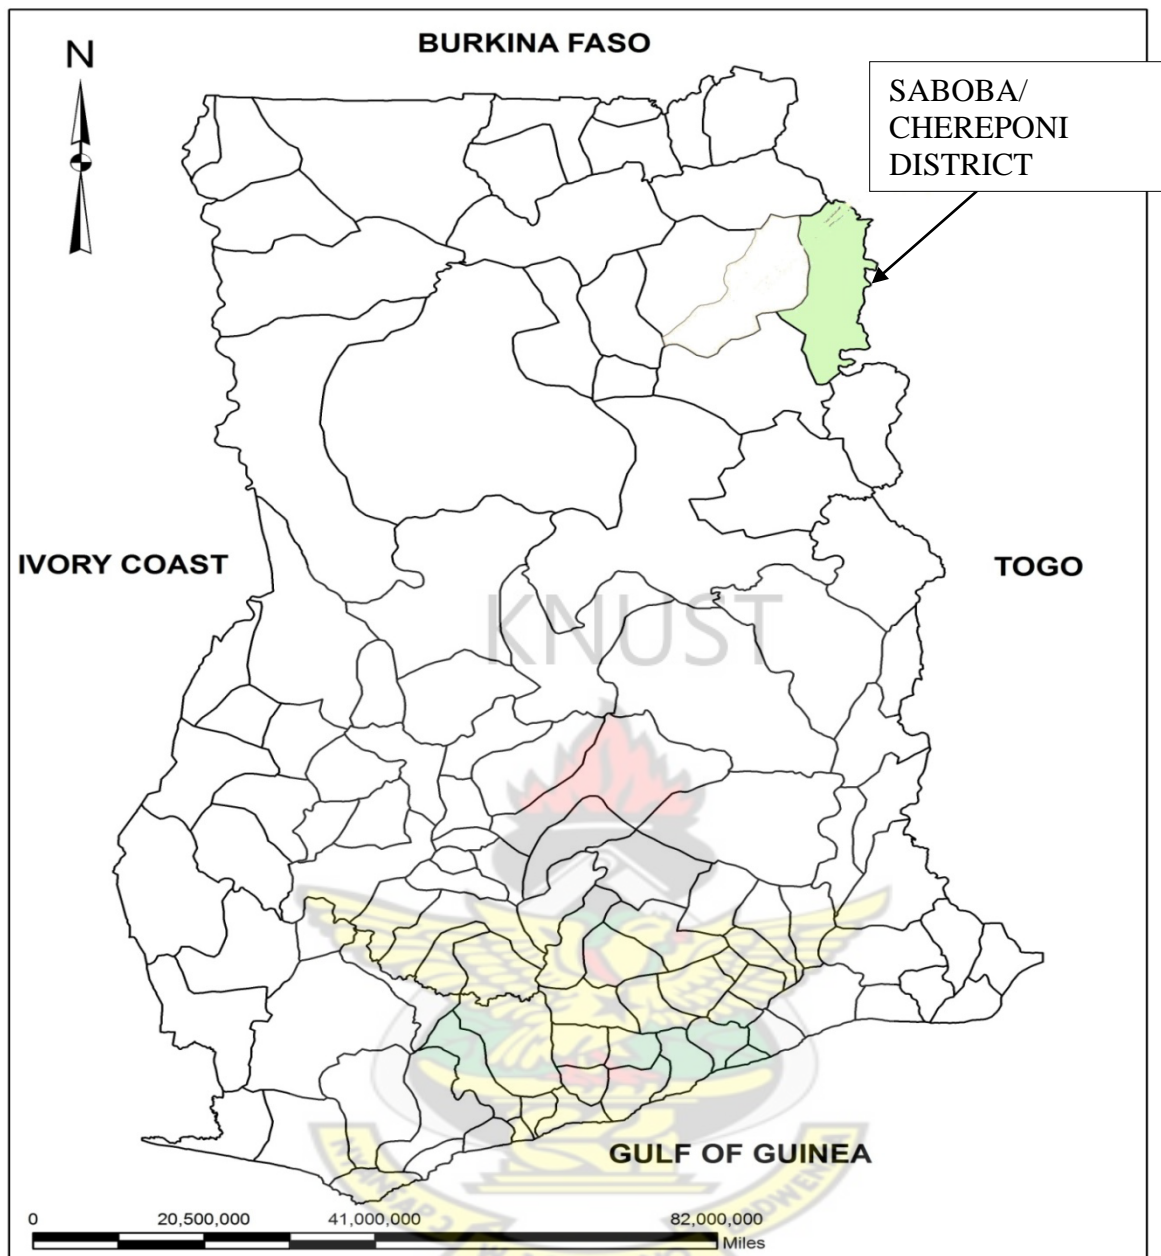 BURKINA FASO
N
SABOBA/
CHEREPONI
DISTRICT
IVORY COAST
TOGO
KNUST
GULF OF GUINEA
0 20,500,000 41,000,000 82,000,000
Miles